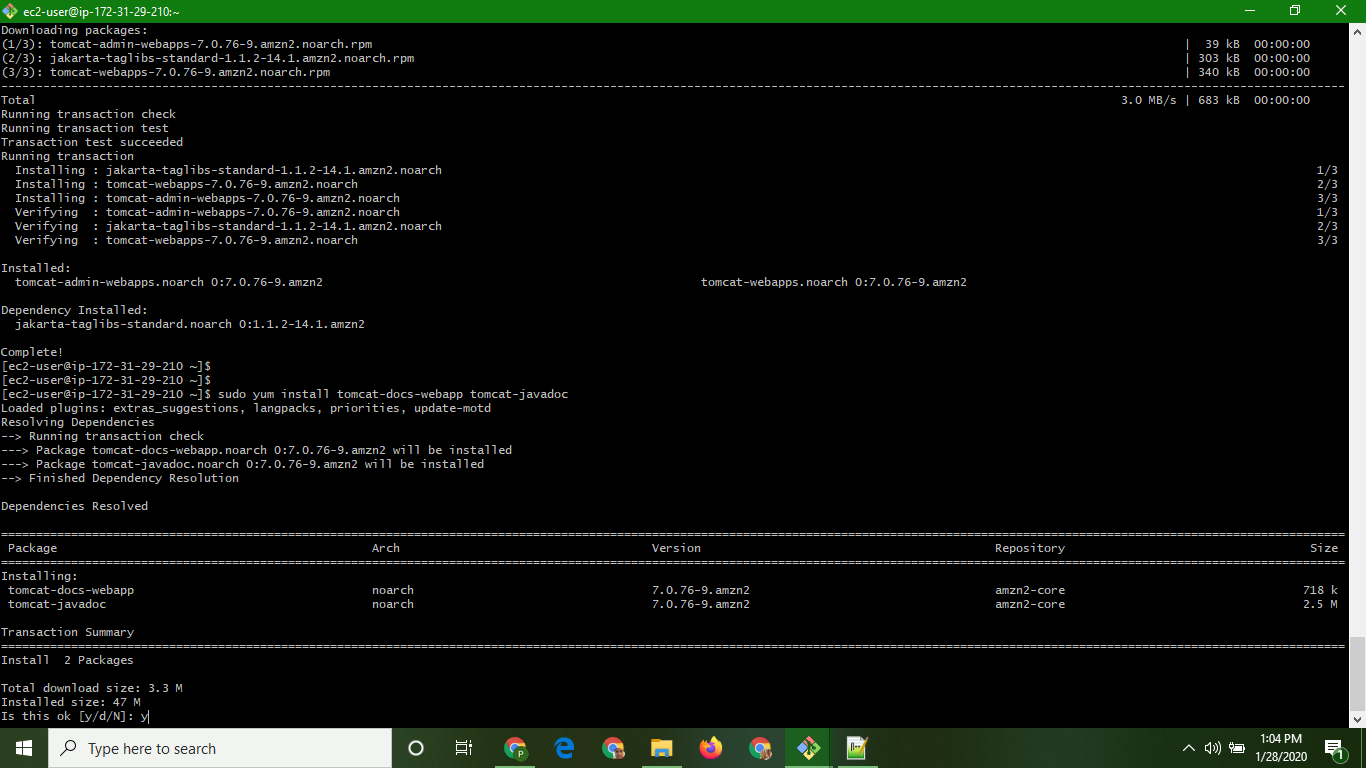 ec2-user@ip-172-31-29-210:~
Downloading packages:
(1/3): tomcat-admin-webapps-7.0.76-9.amzn2.noarch.rpm | 39 kB 00:00:00
(2/3): jakarta-taglibs-standard-1.1.2-14.1.amzn2.noarch.rpm | 303 kB 00:00:00
(3/3): tomcat-webapps-7.0.76-9.amzn2.noarch.rpm | 340 kB 00:00:00
Total 3.0 MB/s | 683 kB 00:00:00
Running transaction check
Running transaction test
Transaction test succeeded
Running transaction
Installing : jakarta-taglibs-standard-1.1.2-14.1.amzn2.noarch 1/3
Installing : tomcat-webapps-7.0.76-9.amzn2.noarch 2/3
Installing : tomcat-admin-webapps-7.0.76-9.amzn2.noarch 3/3
Verifying : tomcat-admin-webapps-7.0.76-9.amzn2.noarch 1/3
Verifying : jakarta-taglibs-standard-1.1.2-14.1.amzn2.noarch 2/3
Verifying : tomcat-webapps-7.0.76-9.amzn2.noarch 3/3
Installed:
tomcat-admin-webapps.noarch 0:7.0.76-9.amzn2 tomcat-webapps.noarch 0:7.0.76-9.amzn2
Dependency Installed:
jakarta-taglibs-standard.noarch 0:1.1.2-14.1.amzn2
Complete!
[ec2-user@ip-172-31-29-210 ~]$
[ec2-user@ip-172-31-29-210 ~]$
[ec2-user@ip-172-31-29-210 ~]$ sudo yum install tomcat-docs-webapp tomcat-javadoc
Loaded plugins: extras_suggestions, langpacks, priorities, update-motd
Resolving Dependencies
--> Running transaction check
---> Package tomcat-docs-webapp.noarch 0:7.0.76-9.amzn2 will be installed
---> Package tomcat-javadoc.noarch 0:7.0.76-9.amzn2 will be installed
--> Finished Dependency Resolution
Dependencies Resolved
Package Arch Version Repository Size
Installing:
tomcat-docs-webapp noarch 7.0.76-9.amzn2 amzn2-core 718 k
tomcat-javadoc noarch 7.0.76-9.amzn2 amzn2-core 2.5 M
Transaction Summary
Install 2 Packages
Total download size: 3.3 M
Installed size: 47 M
Is this ok [y/d/N]: y
Type here to search
P
1:04 PM
1/28/2020
1